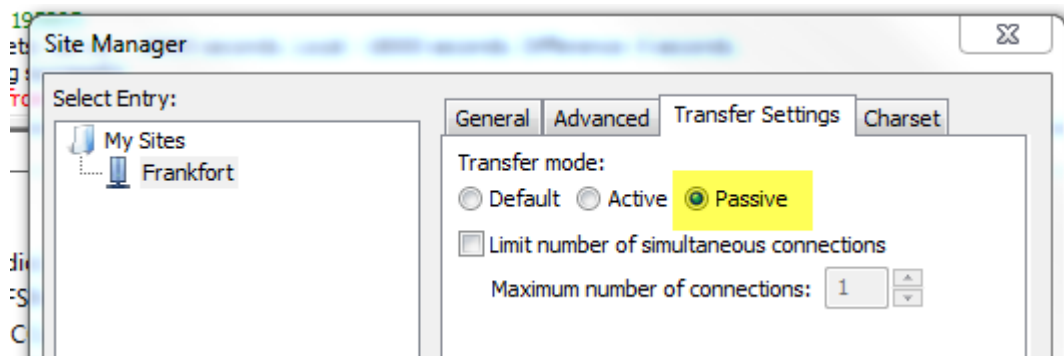 Site Manager
Select Entry:
My Sites
Frankfort
General Advanced Transfer Settings Charset
Transfer mode:
Default Active Passive
Limit number of simultaneous connections
Maximum number of connections: 1